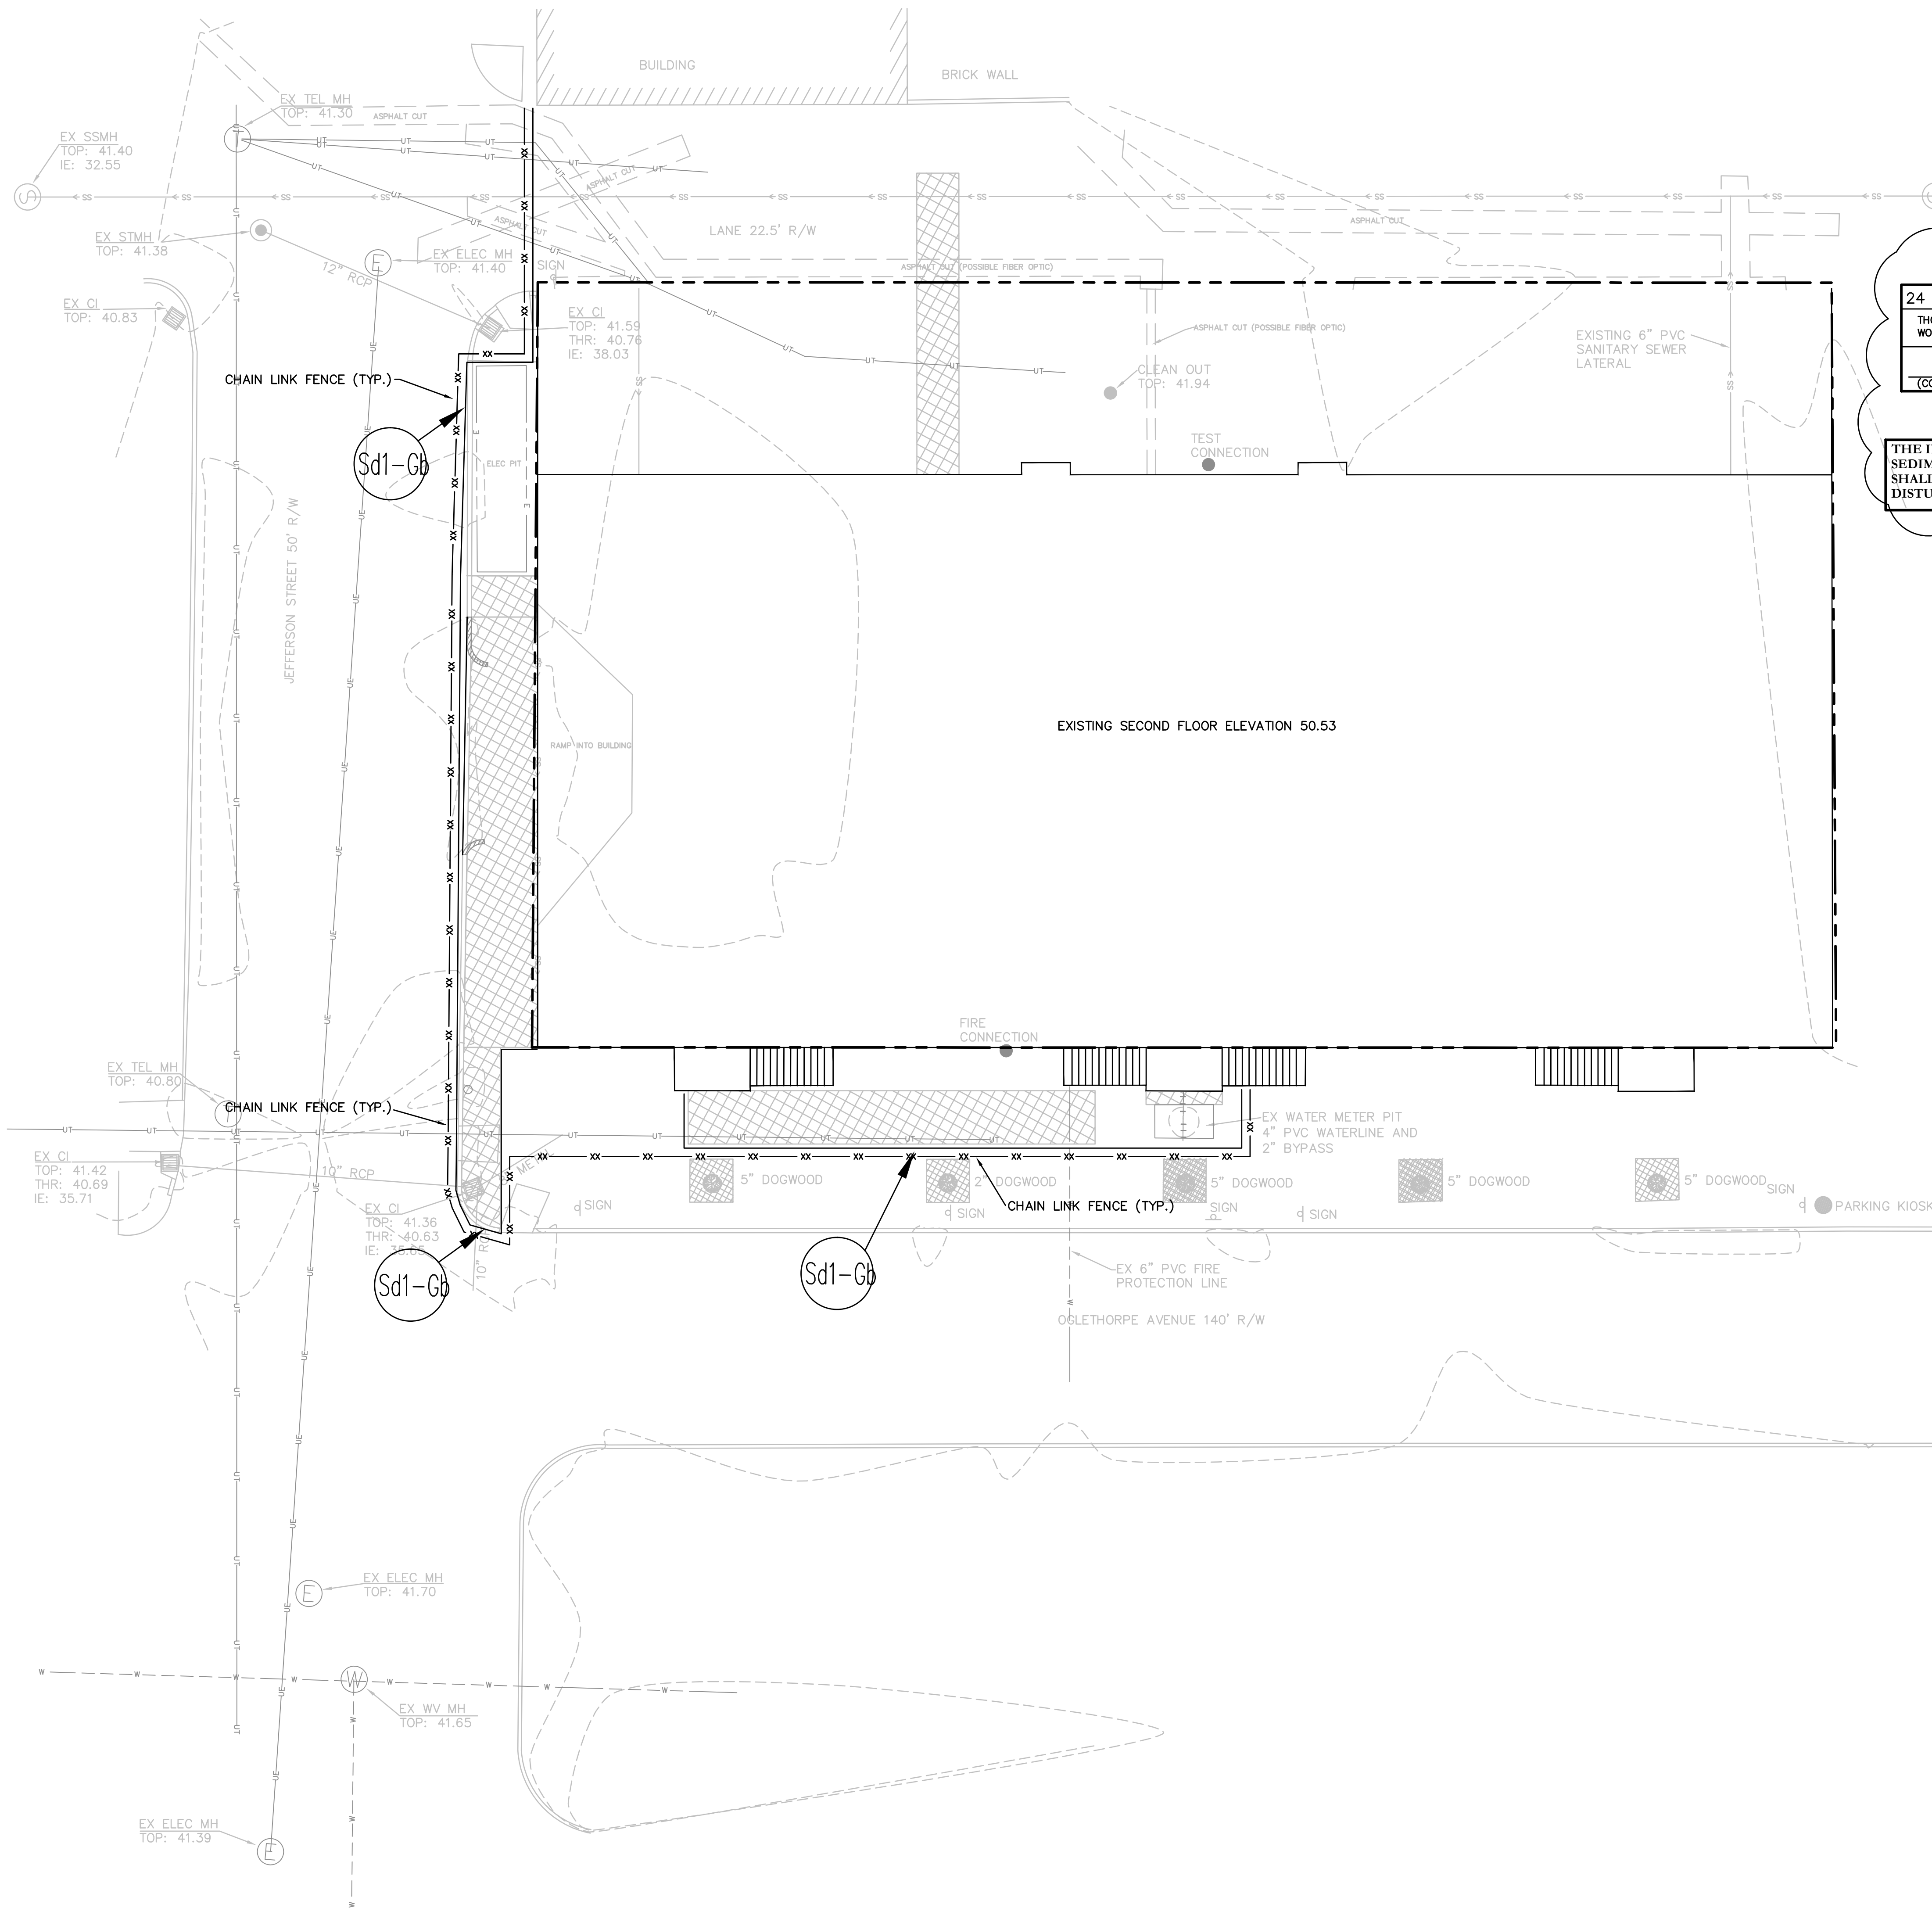 BUILDING
BRICK WALL
EX TEL MH
TOP: 41.30
ASPHALT CUT
EX SSMH
TOP: 41.40
IE: 32.55
ASPHALT CUT
ASPHALT CUT
ASPHALT CUT
LANE 22.5' R/W
EX STMH
TOP: 41.38
EX ELEC MH
TOP: 41.40
SIGN
12" RCP
ASPHALT CUT (POSSIBLE FIBER OPTIC)
EX CI
TOP: 40.83
EX CI
TOP: 41.59
THR: 40.76
IE: 38.03
ASPHALT CUT (POSSIBLE FIBER OPTIC)
EXISTING 6" PVC
SANITARY SEWER
LATERAL
24
CHAIN LINK FENCE (TYP.)
CLEAN OUT
TOP: 41.94
Sd1-Gb
ELEC PIT
TEST
CONNECTION
THE
SEDIM
SHALL
DISTU
JEFFERSON STREET 50' R/W
EXISTING SECOND FLOOR ELEVATION 50.53
RAMP INTO BUILDING
FIRE
CONNECTION
EX TEL MH
TOP: 40.80
CHAIN LINK FENCE (TYP.)
EX WATER METER PIT
4" PVC WATERLINE AND
2" BYPASS
EX CI
TOP: 41.42
THR: 40.69
IE: 35.71
10" RCP
5" DOGWOOD
2" DOGWOOD
5" DOGWOOD
5" DOGWOOD
5" DOGWOOD
SIGN
SIGN
SIGN
CHAIN LINK FENCE (TYP.)
SIGN
SIGN
PARKING KIOSK
EX CI
TOP: 41.36
THR: 40.63
IE:
10"
Sd1-Gb
Sd1-Gb
EX 6" PVC FIRE
PROTECTION LINE
OGLETHORPE AVENUE 140' R/W
EX ELEC MH
TOP: 41.70
EX WV MH
TOP: 41.65
EX ELEC MH
TOP: 41.39